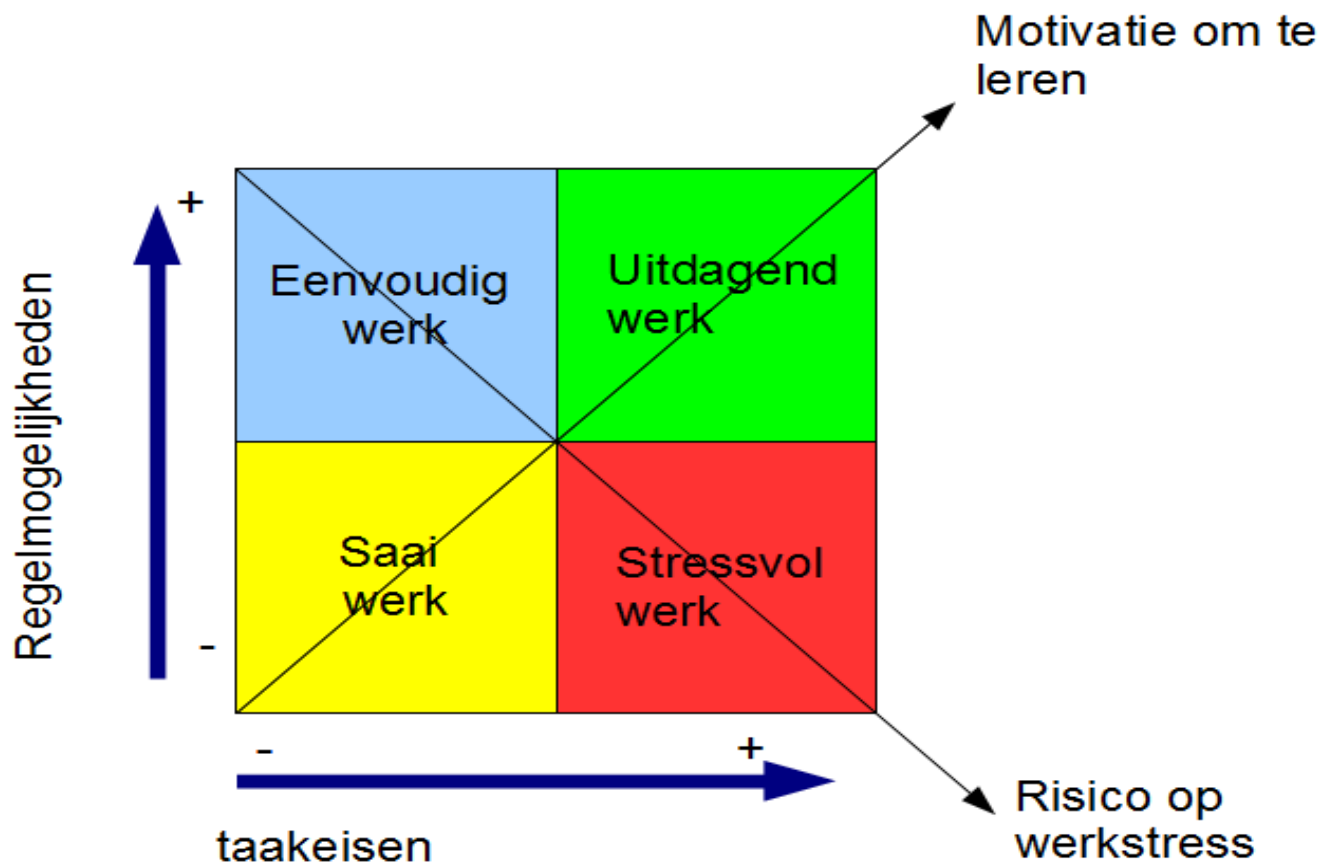 Motivatie om te
leren
+
Regelmogelijkheden
Eenvoudig
werk
Uitdagend
werk
Saai
werk
Stressvol
werk
-
-
+
taakeisen
Risico op
werkstress